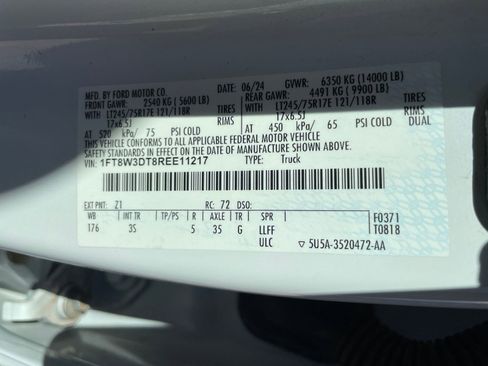 MFD. BY FORD MOTOR CO.
DATE: 06/24 GVWR: 6350 KG (14000 LB)
FRONT GAWR: 2540 KG (5600 LB) REAR GAWR: 4491 KG (9900 LB)
WITH LT245/75R17E 121/118R TIRES WITH LT245/75R17E 121/118R TIRES
17x6.5J RIMS 17x6.5J RIMS
AT 520 kPa/ 75 PSI COLD AT 450 kPa/ 65 PSI COLD DUAL
THIS VEHICLE CONFORMS TO ALL APPLICABLE FEDERAL MOTOR VEHICLE
SAFETY STANDARDS IN EFFECT ON THE DATE OF MANUFACTURE SHOWN ABOVE.
VIN: 1FT8W3DT8REE11217 TYPE: Truck
EXT PNT: Z1 RC: 72 DSO:
WB INT TR TP/PS R AXLE TR SPR F0371
176 3S 5 35 G LLFF T0818
ULC ▽ 5U5A-3520472-AA